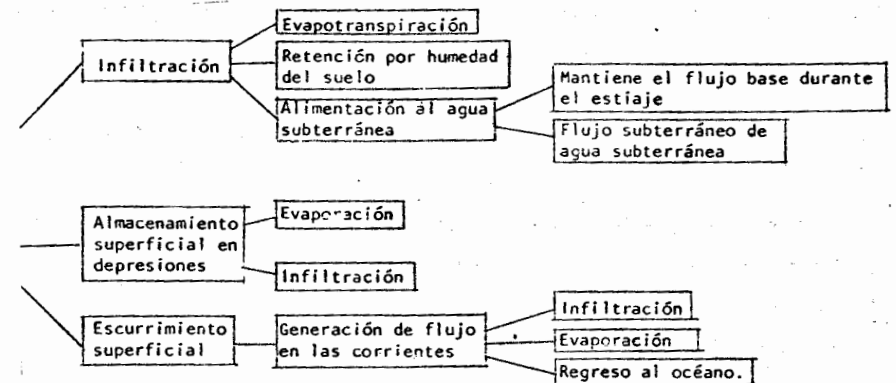 Infiltración
Evapotranspiración
Retención por humedad
del suelo
Alimentación al agua
subterránea
Mantiene el flujo base durante
el estiaje
Flujo subterráneo de
agua subterránea
Almacenamiento
superficial en
depresiones
Evaporación
Infiltración
Escurrimiento
superficial
Generación de flujo
en las corrientes
Infiltración
Evaporación
Regreso al océano.